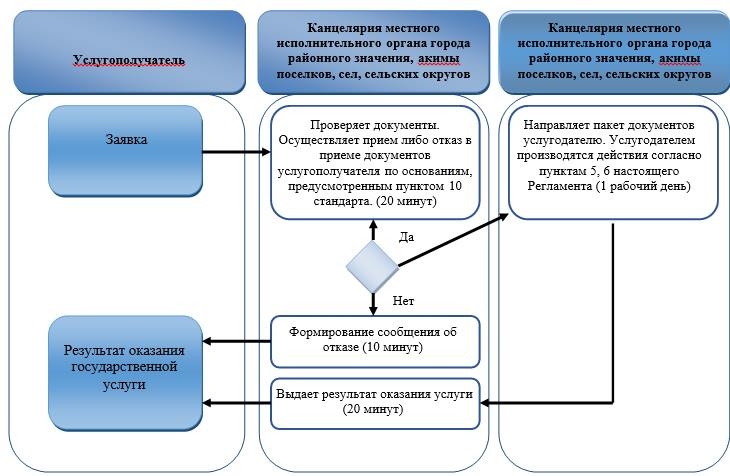 Услугополучатель
Канцелярия местного
исполнительного органа города
районного значения, акимы
поселков, сел, сельских округов
Канцелярия местного
исполнительного органа города
районного значения, акимы
поселков, сел, сельских округов
Заявка
Проверяет документы.
Осуществляет прием либо отказ в
приеме документов
услугополучателя по основаниям,
предусмотренным пунктом 10
стандарта. (20 минут)
Направляет пакет документов
услугодателю. Услугодателем
производятся действия согласно
пунктам 5, 6 настоящего
Регламента (1 рабочий день)
Да
Нет
Результат оказания
государственной
услуги
Формирование сообщения об
отказе (10 минут)
Выдает результат оказания услуги
(20 минут)